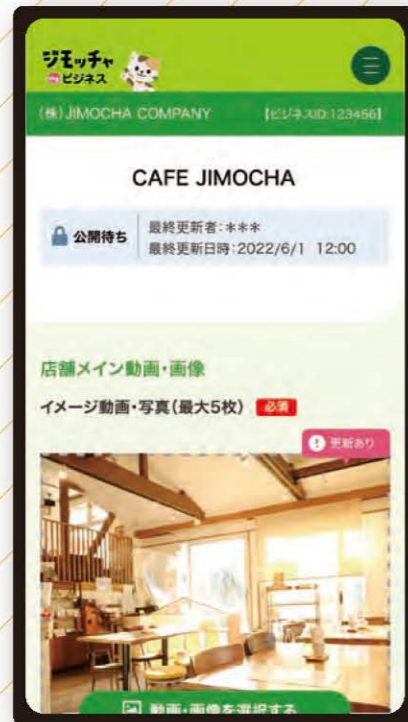 ジモッチャ
myビジネス
(株)JIMOCHA COMPANY 【ビジネスID:123456】
CAFE JIMOCHA
公開待ち
最終更新者:***
最終更新日時:2022/6/1 12:00
店舗メイン動画・画像
イメージ動画・写真(最大5枚) 必須
! 更新あり
動画・画像を選択する